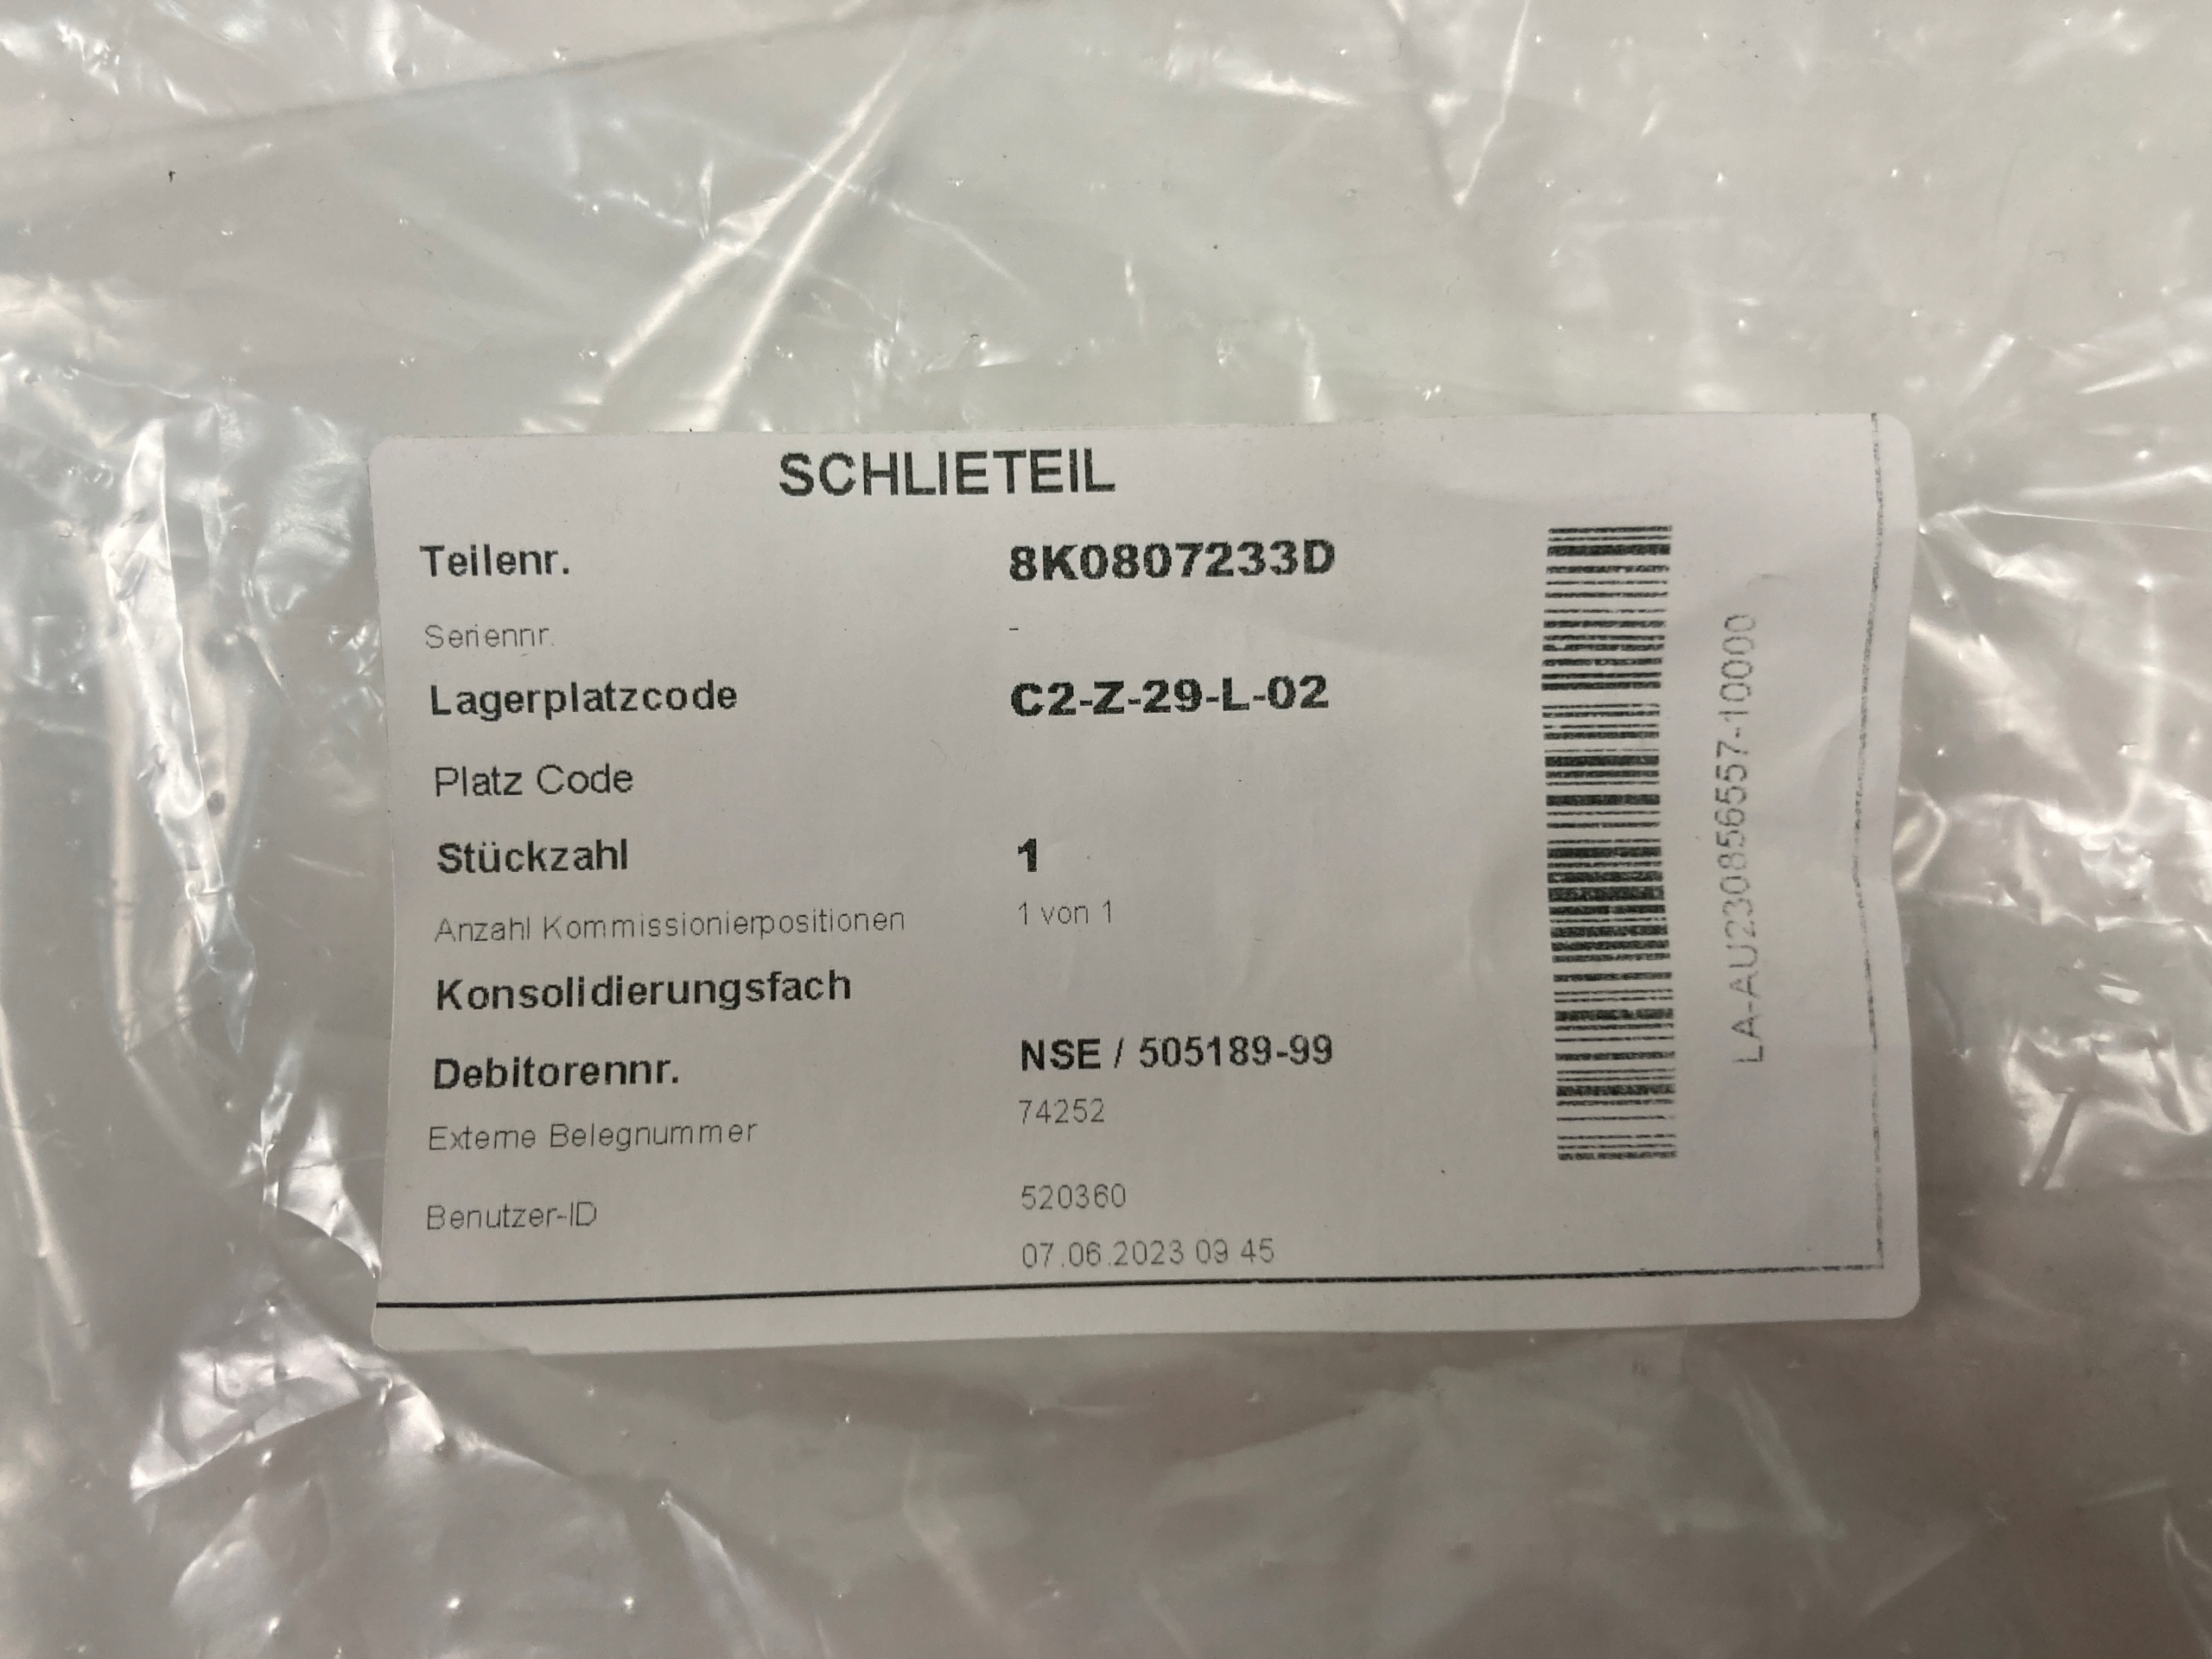 SCHLIETEIL
Teilenr. 8K0807233D
Seriennr. -
Lagerplatzcode C2-Z-29-L-02
Platz Code
Stückzahl 1
Anzahl Kommissionierpositionen 1 von 1
Konsolidierungsfach
Debitorennr. NSE / 505189-99
Externe Belegnummer 74252
Benutzer-ID 520360
07.06.2023 09 45
LA-AU230856557-10000